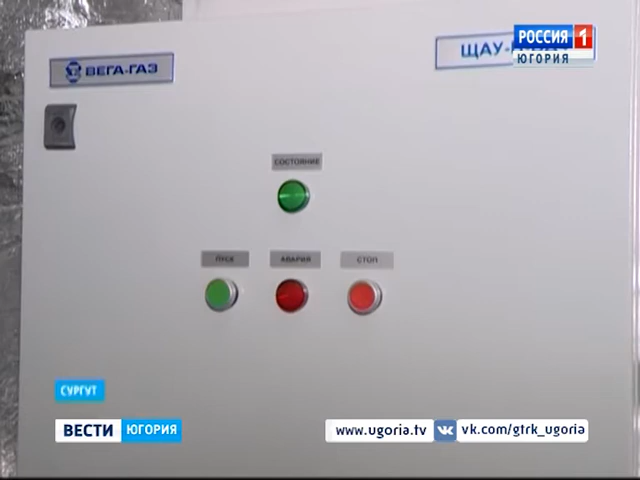 РОССИЯ 1
ЮГОРИЯ
ВЕГА-ГАЗ
ЩАУ-
СОСТОЯНИЕ
ПУСК
АВАРИЯ
СТОП
СУРГУТ
ВЕСТИ ЮГОРИЯ
www.ugoria.tv vk.com/gtrk_ugoria